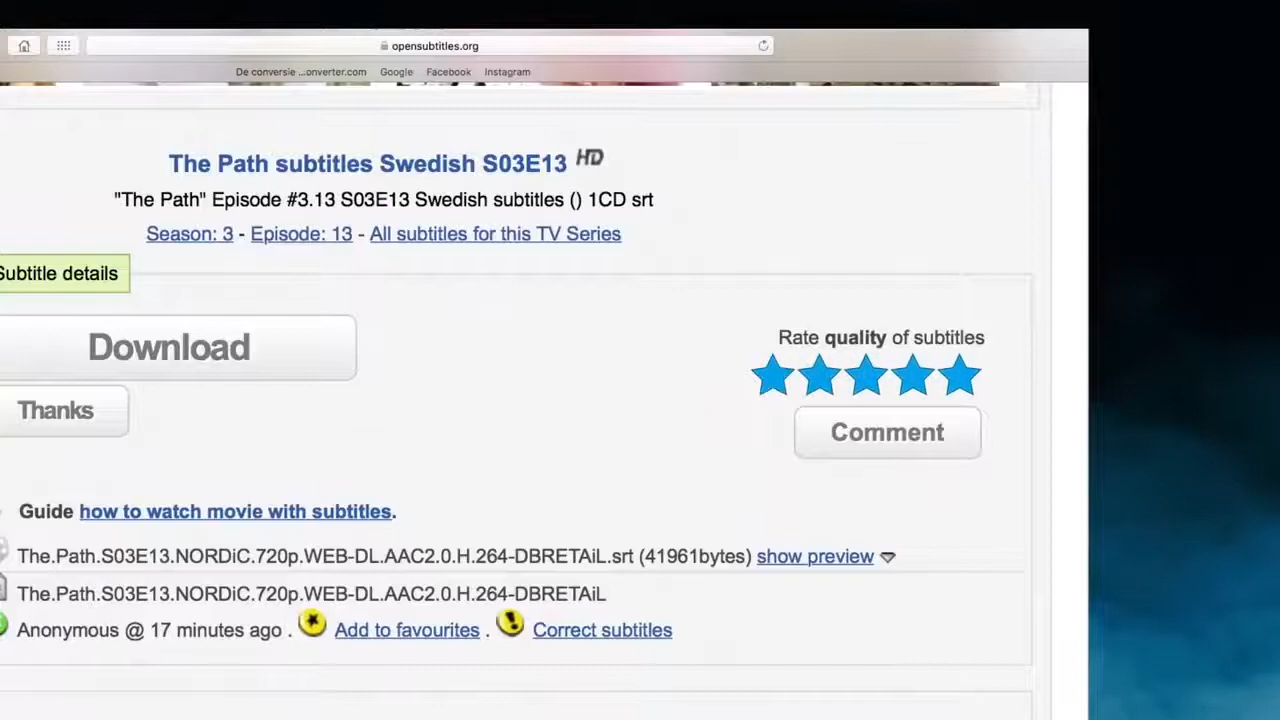 opensubtitles.org
De conversie ...onverter.com Google Facebook Instagram
The Path subtitles Swedish S03E13 HD
"The Path" Episode #3.13 S03E13 Swedish subtitles () 1CD srt
Season: 3 - Episode: 13 - All subtitles for this TV Series
Subtitle details
Download
Rate quality of subtitles
Thanks
Comment
Guide how to watch movie with subtitles.
The.Path.S03E13.NORDiC.720p.WEB-DL.AAC2.0.H.264-DBRETAiL.srt (41961bytes) show preview
The.Path.S03E13.NORDiC.720p.WEB-DL.AAC2.0.H.264-DBRETAiL
Anonymous @ 17 minutes ago . Add to favourites . Correct subtitles